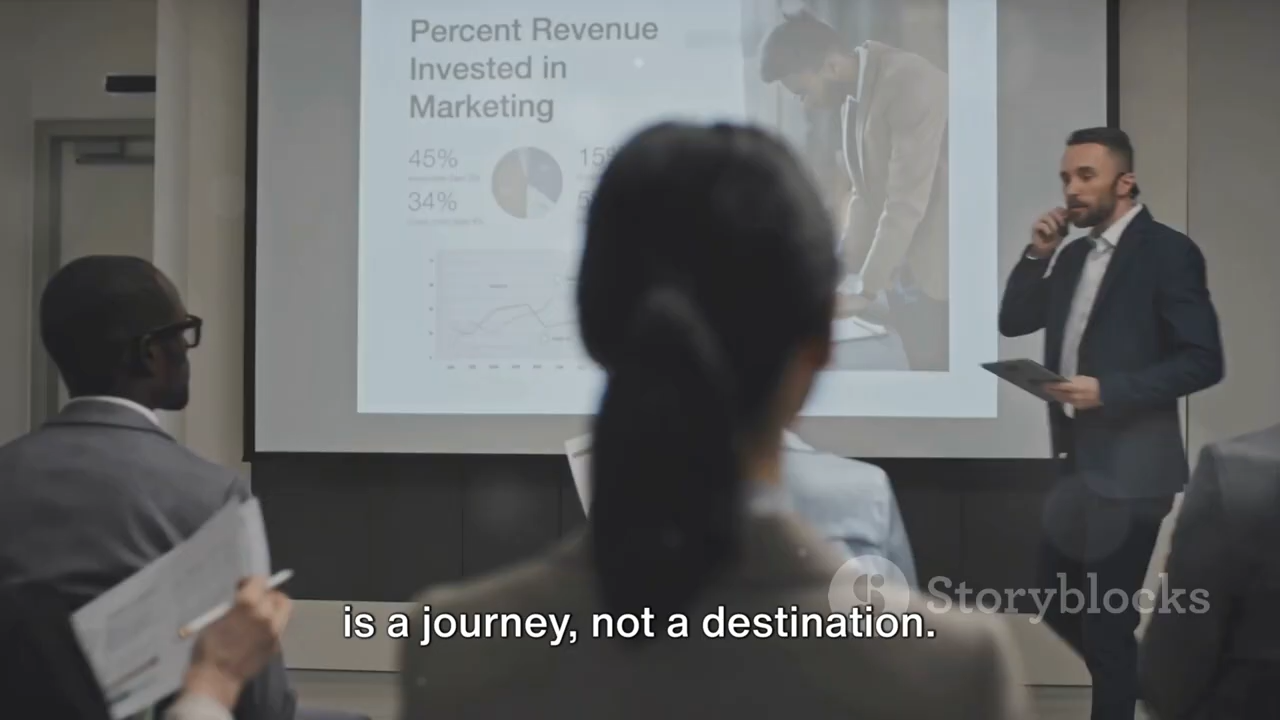 Percent Revenue
Invested in
Marketing
45%
34%
is a journey, not a destination.
Storyblocks